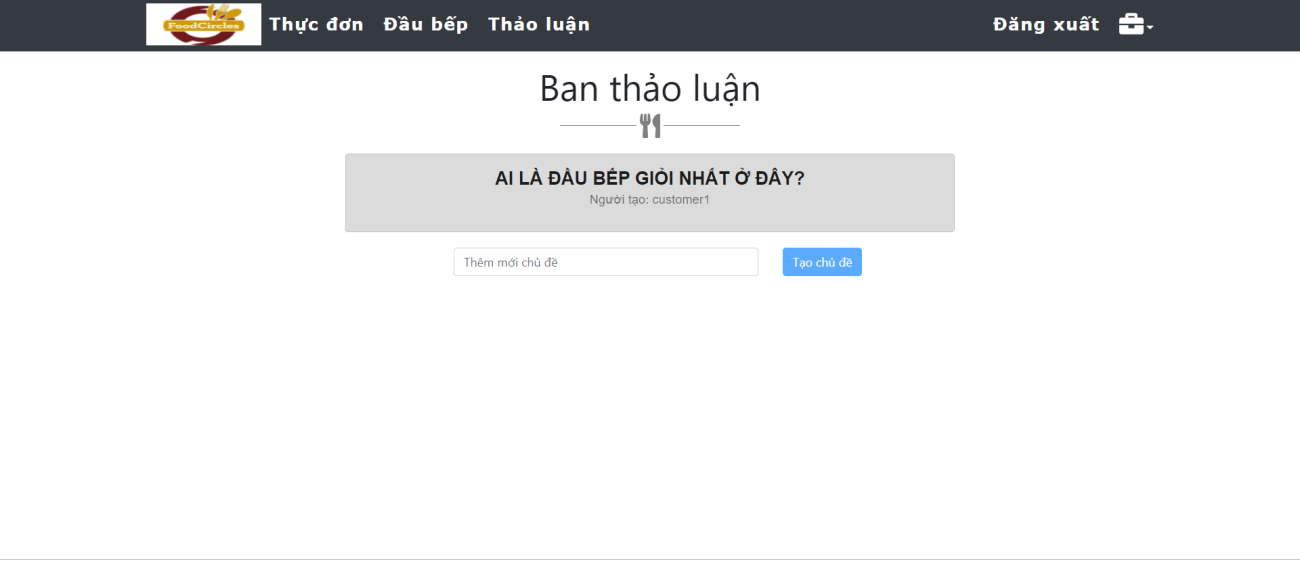 FoodCircles Thực đơn Đầu bếp Thảo luận Đăng xuất
Ban thảo luận
AI LÀ ĐẦU BẾP GIỎI NHẤT Ở ĐÂY?
Người tạo: customer1
Thêm mới chủ đề Tạo chủ đề